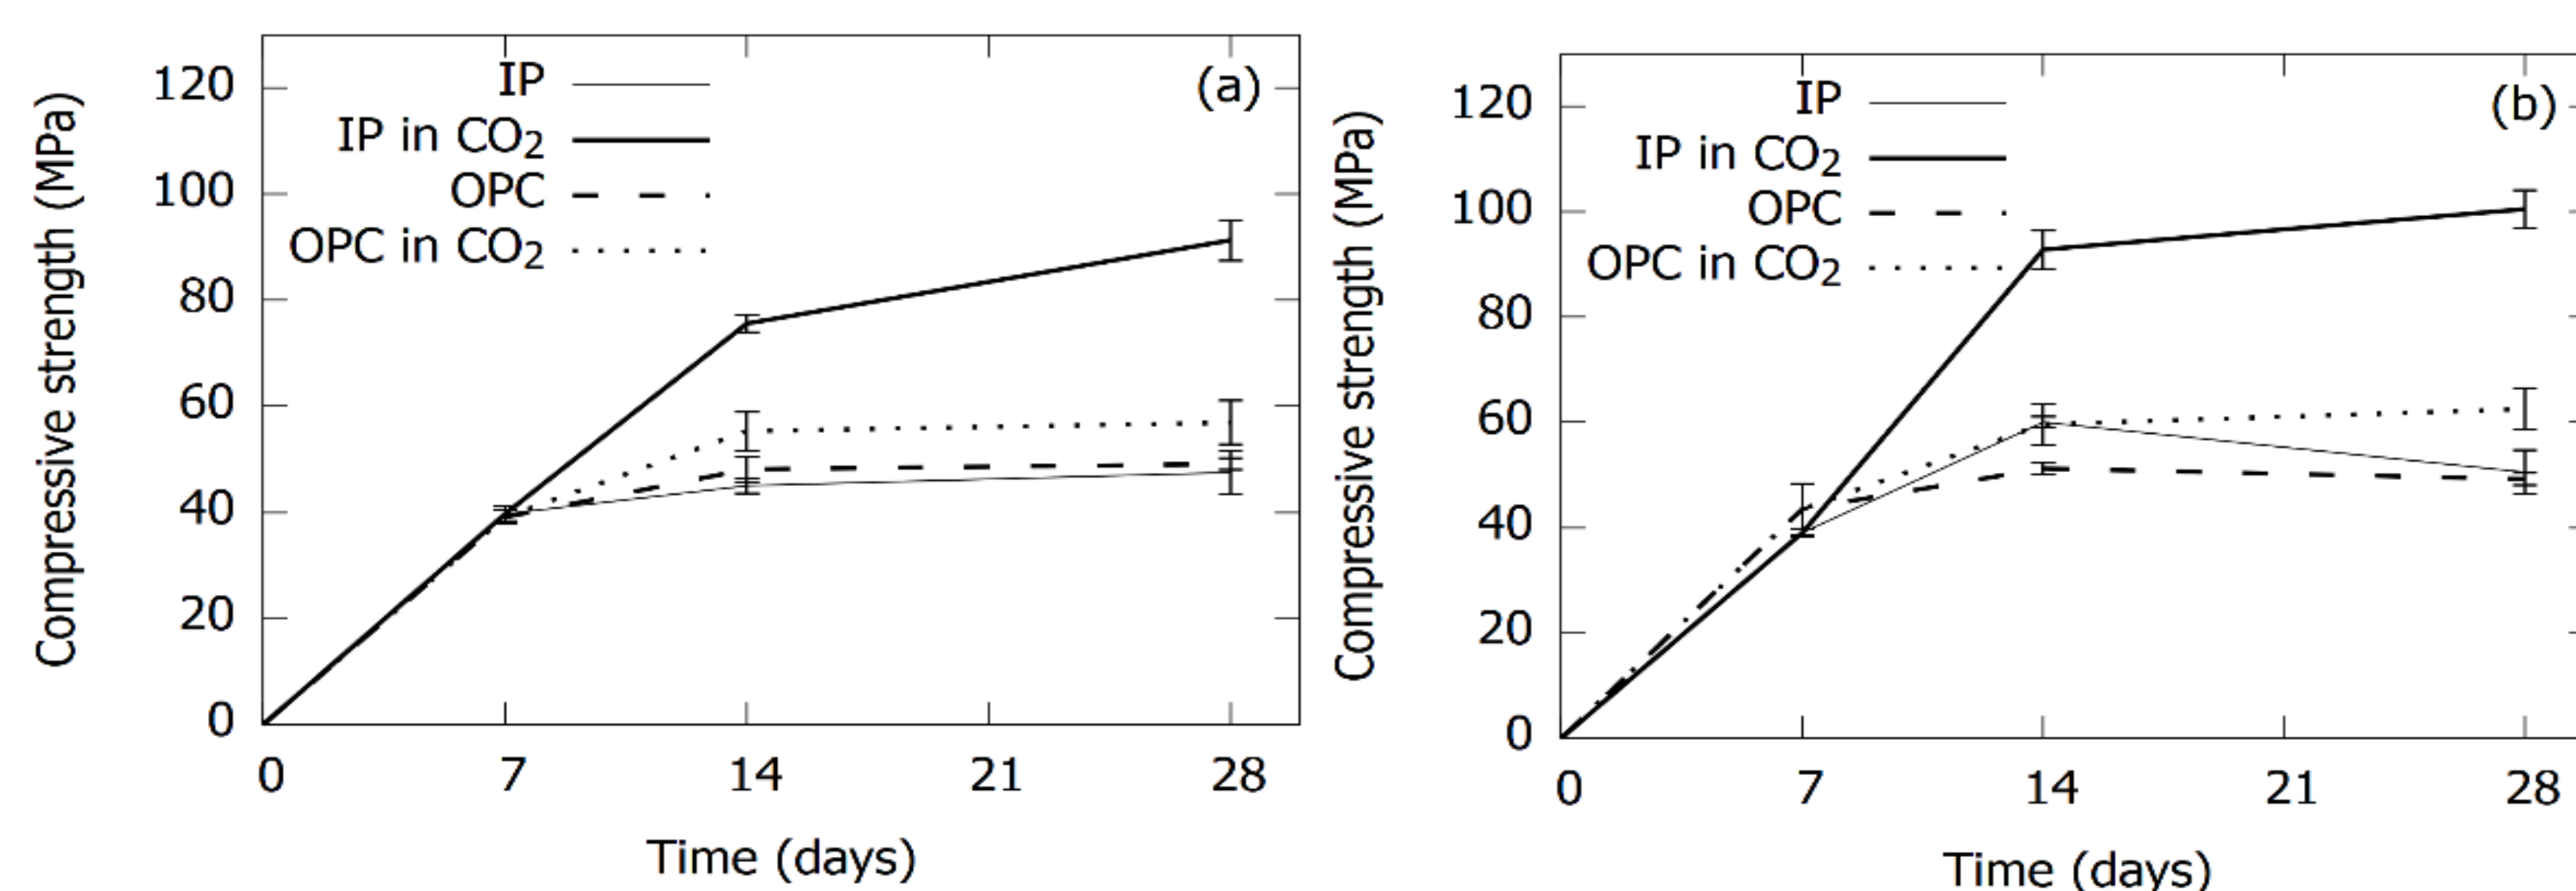 (a)
IP
IP in CO₂
OPC
OPC in CO₂
Compressive strength (MPa)
120
100
80
60
40
20
0
0 7 14 21 28
Time (days)
(b)
IP
IP in CO₂
OPC
OPC in CO₂
Compressive strength (MPa)
120
100
80
60
40
20
0
0 7 14 21 28
Time (days)